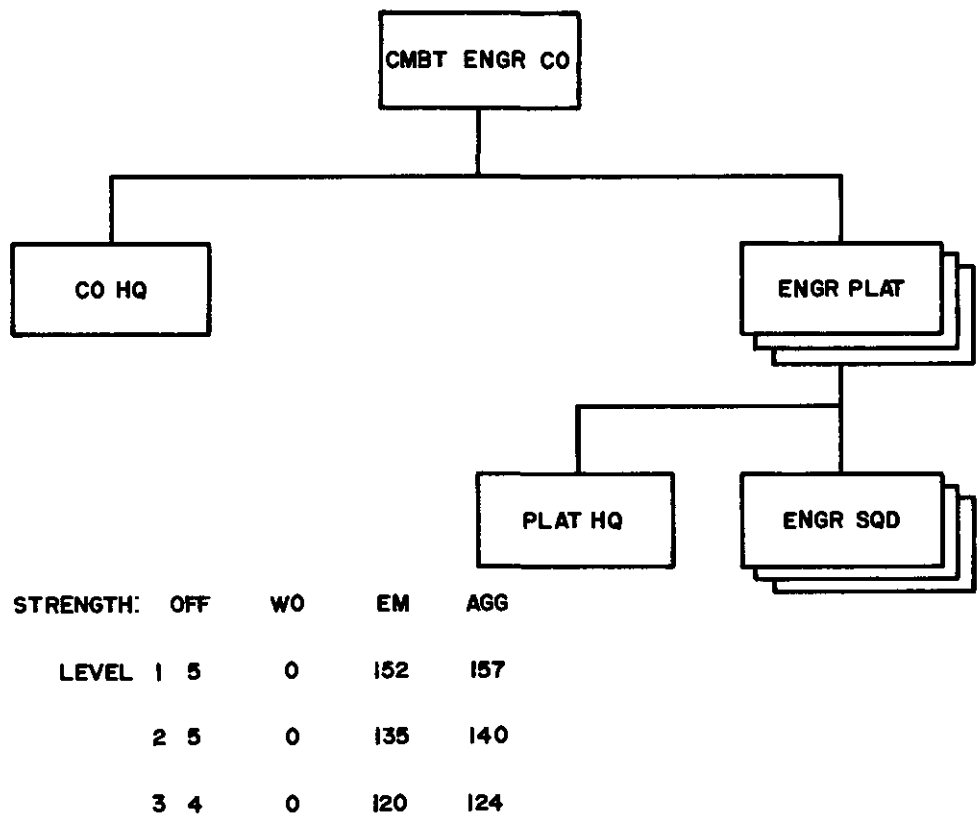 CMBT ENGR CO
CO HQ
ENGR PLAT
PLAT HQ
ENGR SQD
STRENGTH: OFF WO EM AGG
LEVEL 1 5 0 152 157
2 5 0 135 140
3 4 0 120 124